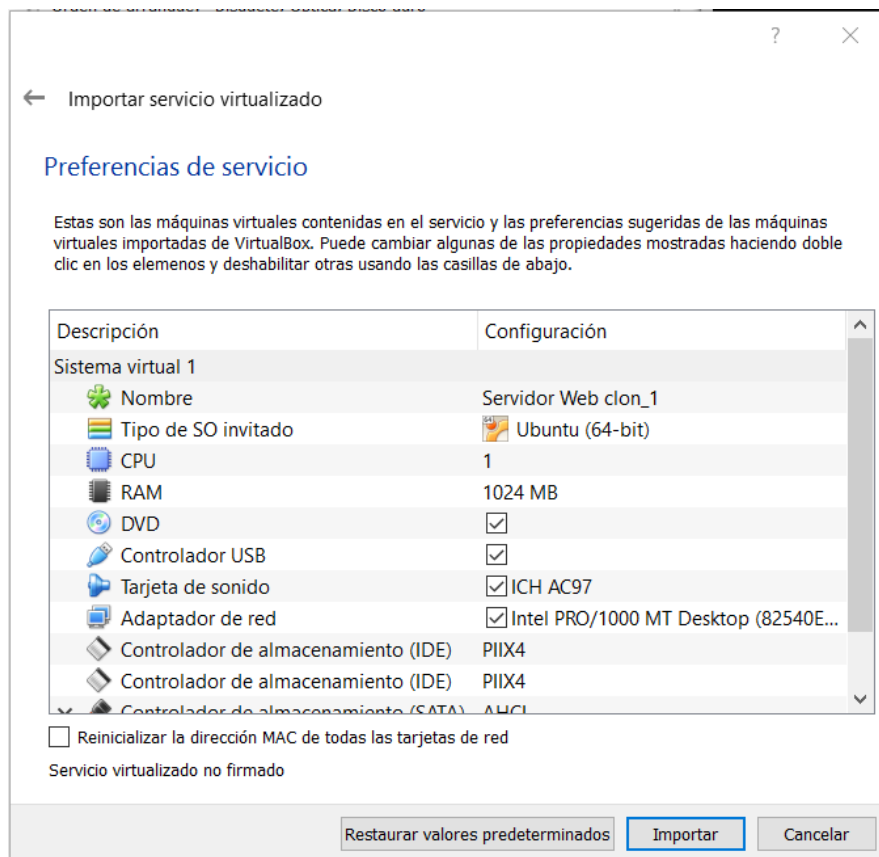 ?
Importar servicio virtualizado
Preferencias de servicio
Estas son las máquinas virtuales contenidas en el servicio y las preferencias sugeridas de las máquinas
virtuales importadas de VirtualBox. Puede cambiar algunas de las propiedades mostradas haciendo doble
clic en los elemenos y deshabilitar otras usando las casillas de abajo.
Descripción Configuración
Sistema virtual 1
Nombre Servidor Web clon_1
Tipo de SO invitado Ubuntu (64-bit)
CPU 1
RAM 1024 MB
DVD
Controlador USB
Tarjeta de sonido ICH AC97
Adaptador de red Intel PRO/1000 MT Desktop (82540E...
Controlador de almacenamiento (IDE) PIIX4
Controlador de almacenamiento (IDE) PIIX4
Controlador de almacenamiento (SATA) AHCI
Reinicializar la dirección MAC de todas las tarjetas de red
Servicio virtualizado no firmado
Restaurar valores predeterminados Importar Cancelar